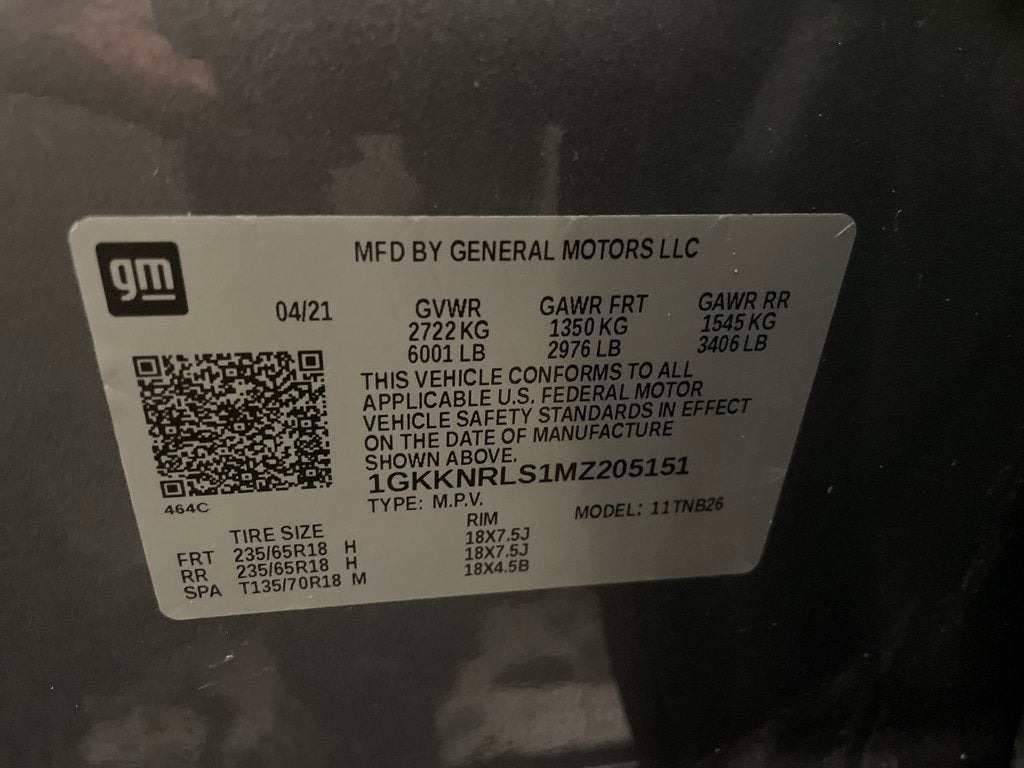 gm
MFD BY GENERAL MOTORS LLC
04/21 GVWR GAWR FRT GAWR RR
2722 KG 1350 KG 1545 KG
6001 LB 2976 LB 3406 LB
THIS VEHICLE CONFORMS TO ALL
APPLICABLE U.S. FEDERAL MOTOR
VEHICLE SAFETY STANDARDS IN EFFECT
ON THE DATE OF MANUFACTURE
SHOWN ABOVE.
1GKKNRLS1MZ205151
TYPE: M.P.V. MODEL: 11TNB26
464C
TIRE SIZE RIM
FRT 235/65R18 H 18X7.5J
RR 235/65R18 H 18X7.5J
SPA T135/70R18 M 18X4.5B